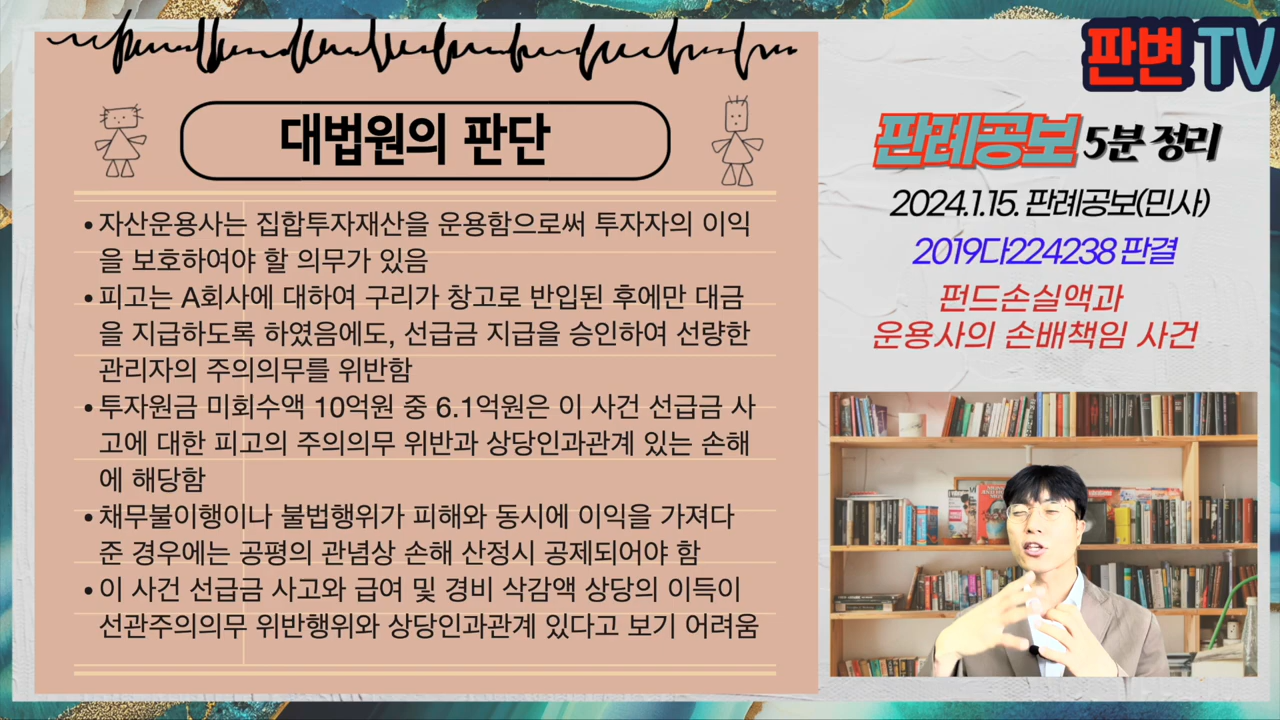 대법원의 판단
• 자산운용사는 집합투자재산을 운용함으로써 투자자의 이익
을 보호하여야 할 의무가 있음
• 피고는 A회사에 대하여 구리가 창고로 반입된 후에만 대금
을 지급하도록 하였음에도, 선급금 지급을 승인하여 선량한
관리자의 주의의무를 위반함
• 투자원금 미회수액 10억원 중 6.1억원은 이 사건 선급금 사
고에 대한 피고의 주의의무 위반과 상당인과관계 있는 손해
에 해당함
• 채무불이행이나 불법행위가 피해와 동시에 이익을 가져다
준 경우에는 공평의 관념상 손해 산정시 공제되어야 함
• 이 사건 선급금 사고와 급여 및 경비 삭감액 상당의 이득이
선관주의의무 위반행위와 상당인과관계 있다고 보기 어려움
판변 TV
판례공보 5분 정리
2024.1.15. 판례공보(민사)
2019다224238 판결
펀드손실액과
운용사의 손배책임 사건